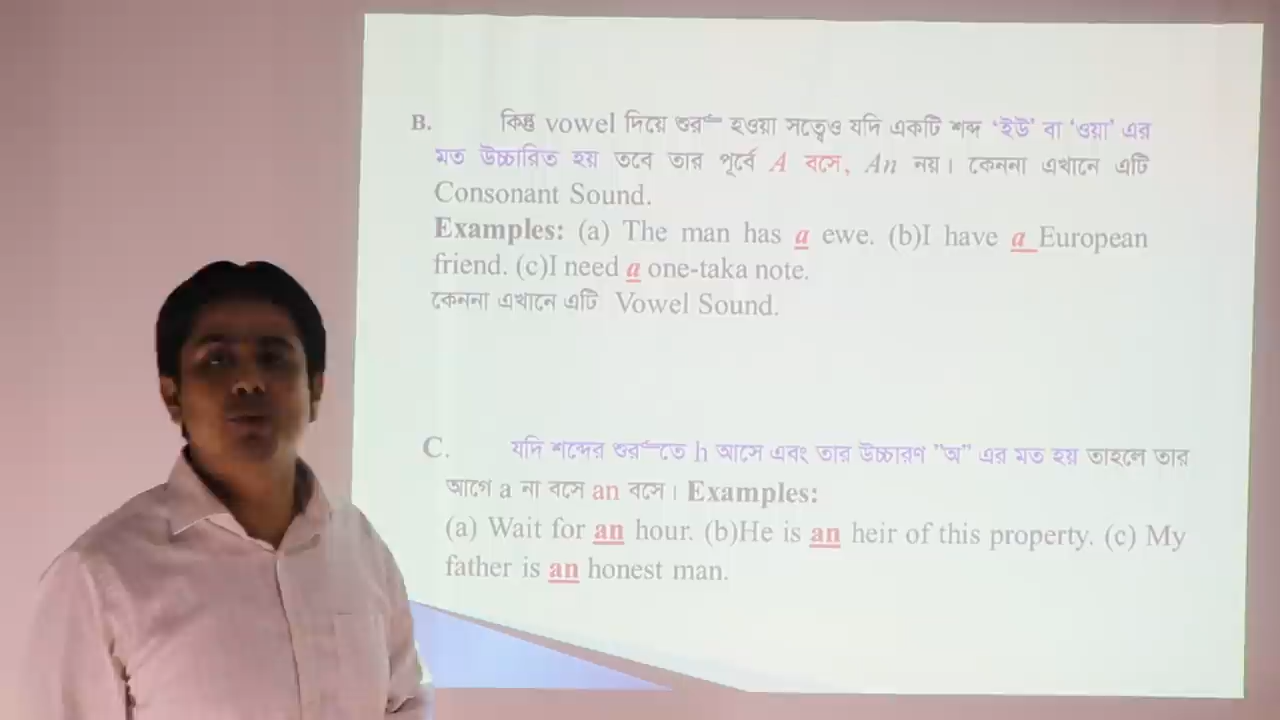 B. কিন্তু vowel দিয়ে শুরু হওয়া সত্ত্বেও যদি একটি শব্দ ‘ইউ’ বা ‘ওয়া’ এর
মত উচ্চারিত হয় তবে তার পূর্বে A বসে, An নয়। কেননা এখানে এটি
Consonant Sound.
Examples: (a) The man has a ewe. (b)I have a European
friend. (c)I need a one-taka note.
কেননা এখানে এটি Vowel Sound.
C. যদি শব্দের শুরুতে h আসে এবং তার উচ্চারণ ”অ” এর মত হয় তাহলে তার
আগে a না বসে an বসে। Examples:
(a) Wait for an hour. (b)He is an heir of this property. (c) My
father is an honest man.